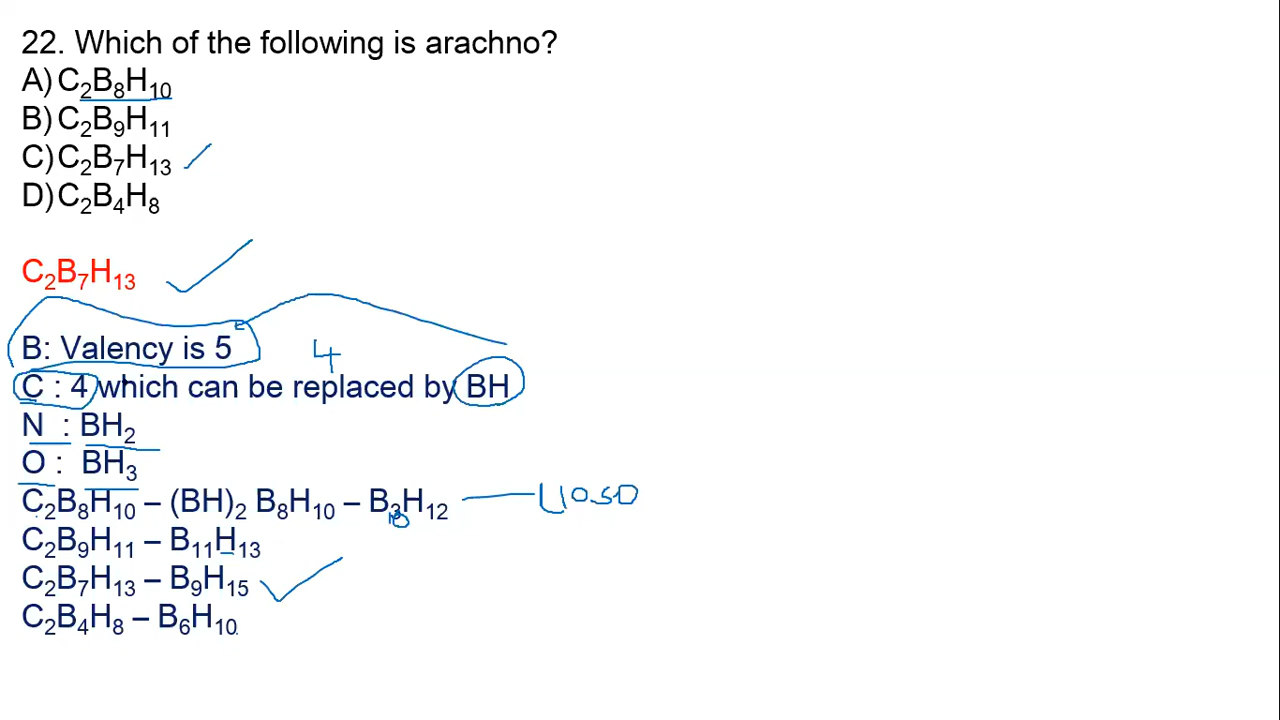 22. Which of the following is arachno?
A) C₂B₈H₁₀
B) C₂B₉H₁₁
C) C₂B₇H₁₃
D) C₂B₄H₈
C₂B₇H₁₃
B: Valency is 5
4
C : 4 which can be replaced by BH
N : BH₂
O : BH₃
C₂B₈H₁₀ – (BH)₂ B₈H₁₀ – B₃H₁₂
C₂B₉H₁₁ – B₁₁H₁₃
C₂B₇H₁₃ – B₉H₁₅
C₂B₄H₈ – B₆H₁₀